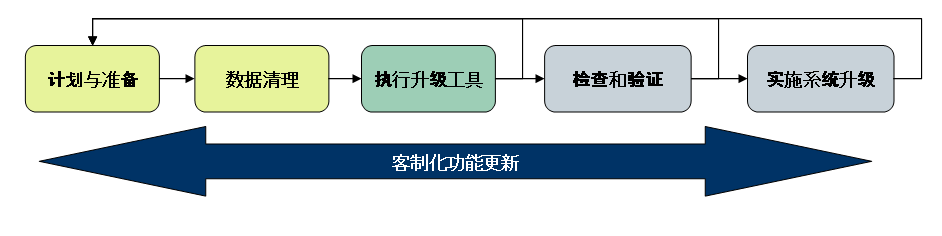 计划与准备
数据清理
执行升级工具
检查和验证
实施系统升级
客制化功能更新